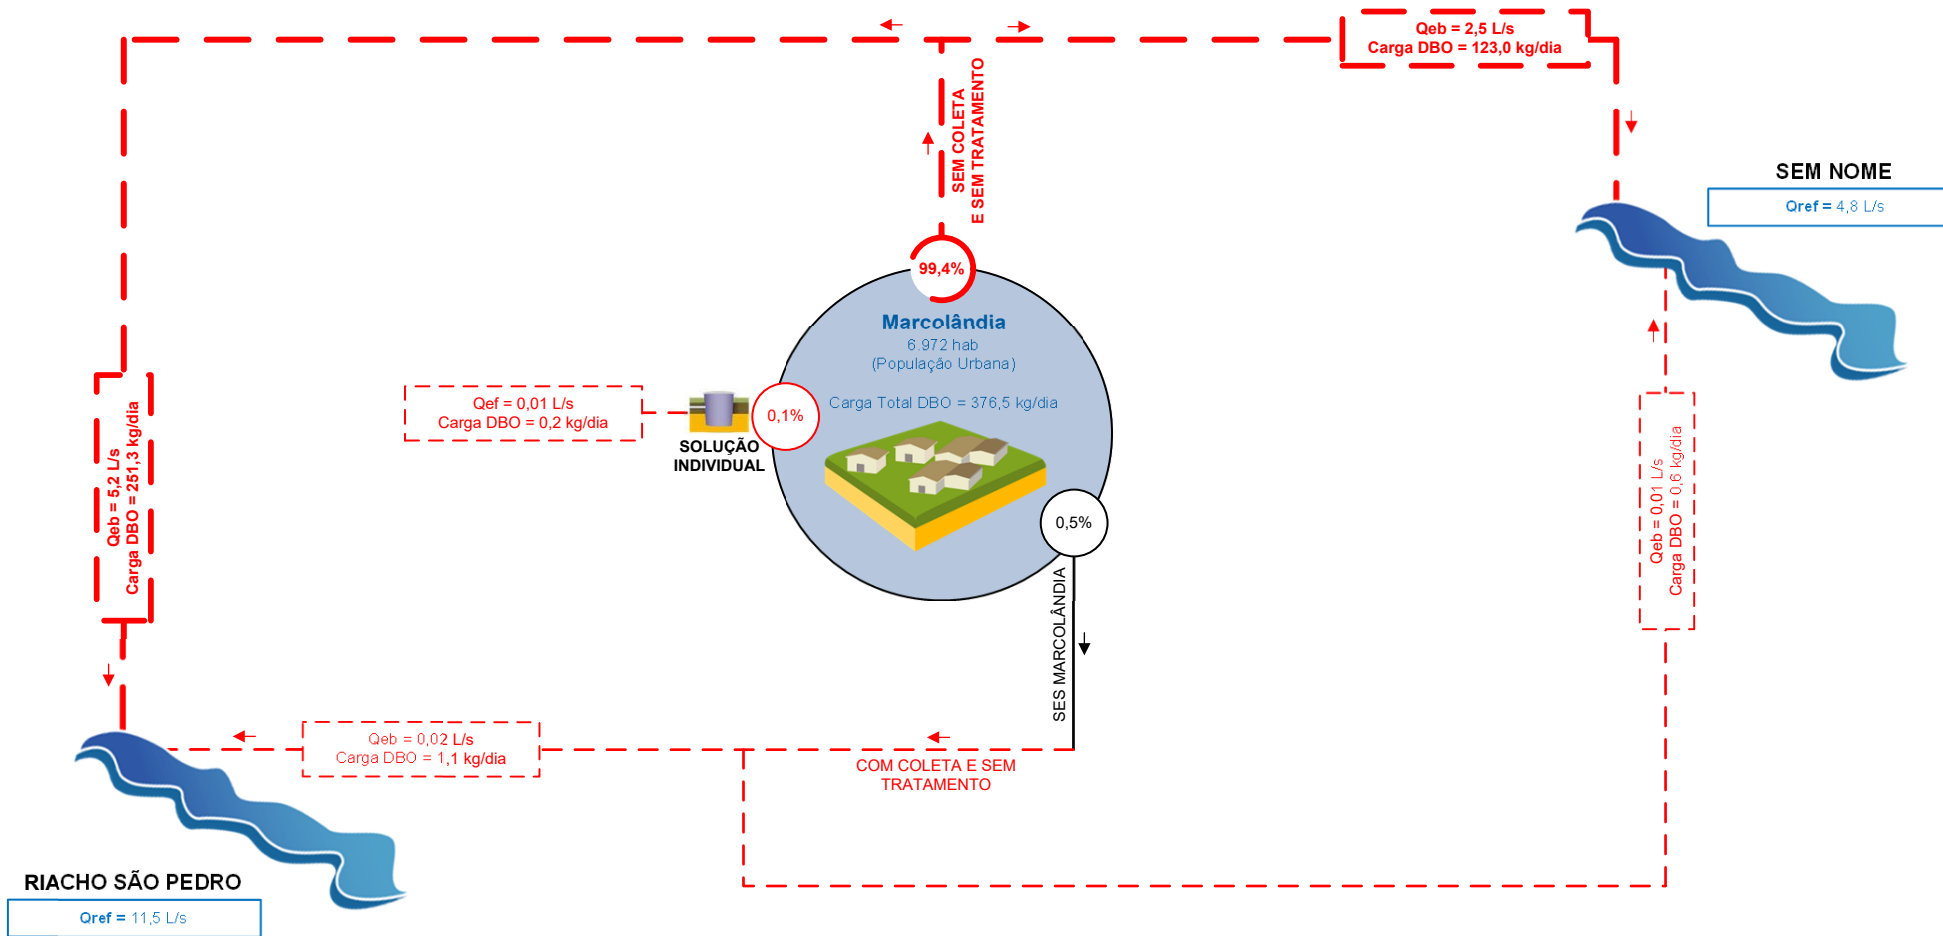 Qeb = 2,5 L/s
Carga DBO = 123,0 kg/dia
SEM COLETA
E SEM TRATAMENTO
SEM NOME
Qref = 4,8 L/s
99,4%
Marcolândia
6.972 hab
(População Urbana)
Carga Total DBO = 376,5 kg/dia
Qef = 0,01 L/s
Carga DBO = 0,2 kg/dia
0,1%
SOLUÇÃO
INDIVIDUAL
Qeb = 5,2 L/s
Carga DBO = 251,3 kg/dia
0,5%
Qeb = 0,01 L/s
Carga DBO = 0,6 kg/dia
SES MARCOLÂNDIA
Qeb = 0,02 L/s
Carga DBO = 1,1 kg/dia
COM COLETA E SEM
TRATAMENTO
RIACHO SÃO PEDRO
Qref = 11,5 L/s